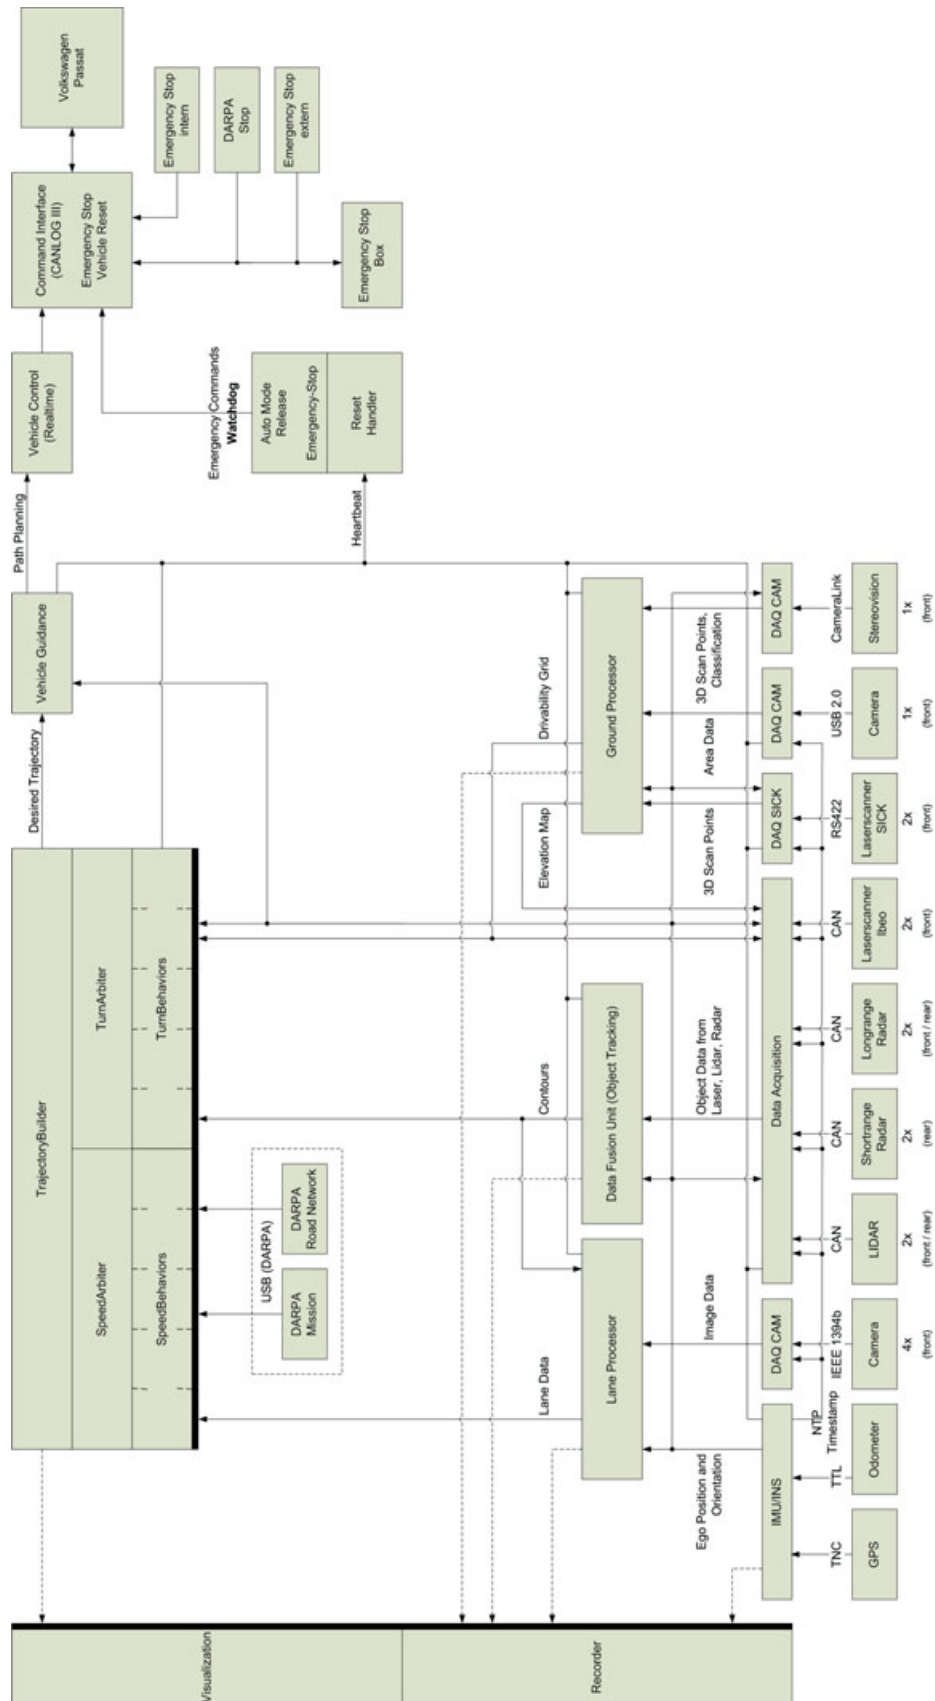 Volkswagen
Passat
Command Interface
(CANLOG III)
Emergency Stop
Vehicle Reset
Emergency Stop
intern
DARPA
Stop
Emergency Stop
extern
Emergency Stop
Box
Vehicle Control
(Realtime)
Emergency Commands
Watchdog
Auto Mode
Release
Emergency-Stop
Reset
Handler
Path Planning
Heartbeat
Vehicle Guidance
Desired Trajectory
TrajectoryBuilder
SpeedArbiter
TurnArbiter
SpeedBehaviors
TurnBehaviors
USB (DARPA)
DARPA
Mission
DARPA
Road Network
Lane Data
Contours
Elevation Map
Drivability Grid
Lane Processor
Data Fusion Unit (Object Tracking)
Ground Processor
Ego Position and
Orientation
Image Data
Object Data from
Laser, Lidar, Radar
3D Scan Points
Area Data
3D Scan Points,
Classification
IMU/INS
DAQ CAM
Data Acquisition
DAQ SICK
DAQ CAM
DAQ CAM
NTP
Timestamp
TNC
TTL
IEEE 1394b
CAN
CAN
CAN
CAN
RS422
USB 2.0
CameraLink
GPS
Odometer
Camera
LIDAR
Shortrange
Radar
Longrange
Radar
Laserscanner
Ibeo
Laserscanner
SICK
Camera
Stereovision
4x
2x
2x
2x
2x
2x
1x
1x
(front)
(front / rear)
(rear)
(front / rear)
(front)
(front)
(front)
(front)
Visualization
Recorder